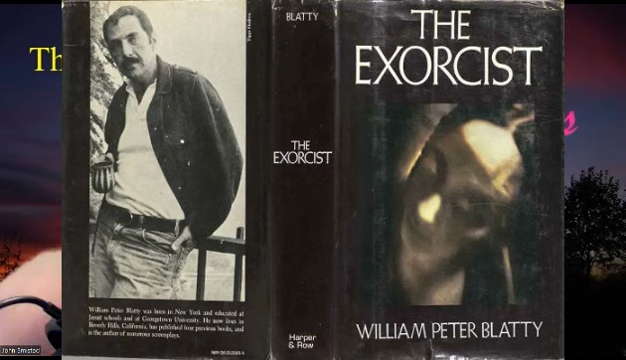 Th
s
William Peter Blatty was born in New York and educated at
Jesuit schools and at Georgetown University. He now lives in
Beverly Hills, California, has published four previous books, and
is the author of numerous screenplays.
BLATTY
THE
EXORCIST
Harper
& Row
THE
EXORCIST
WILLIAM PETER BLATTY